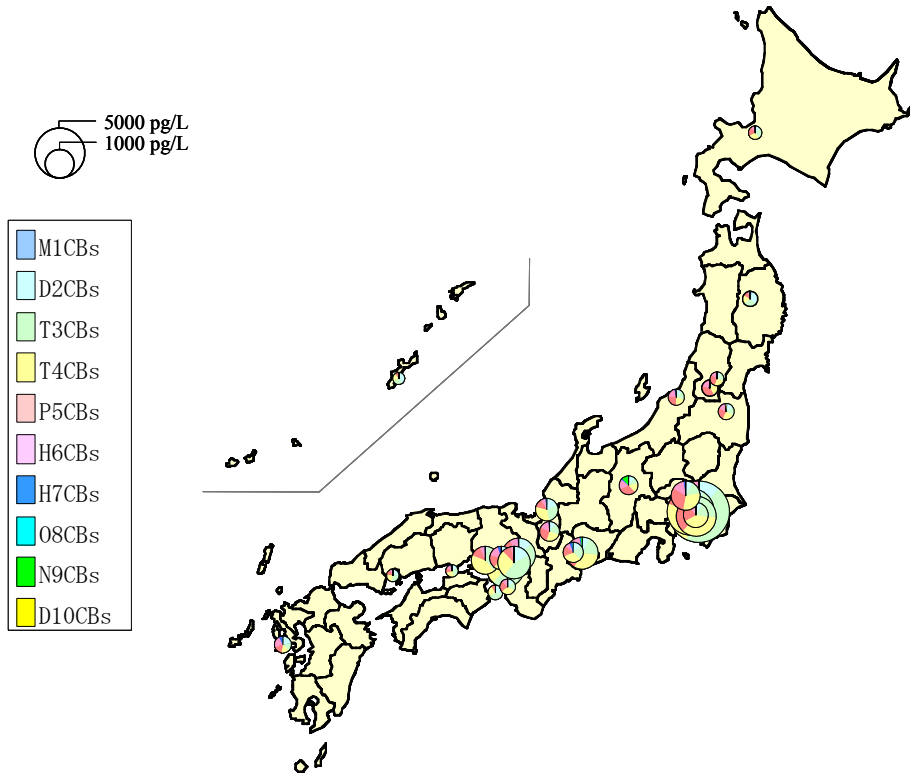 5000 pg/L
1000 pg/L
M1CBs
D2CBs
T3CBs
T4CBs
P5CBs
H6CBs
H7CBs
O8CBs
N9CBs
D10CBs